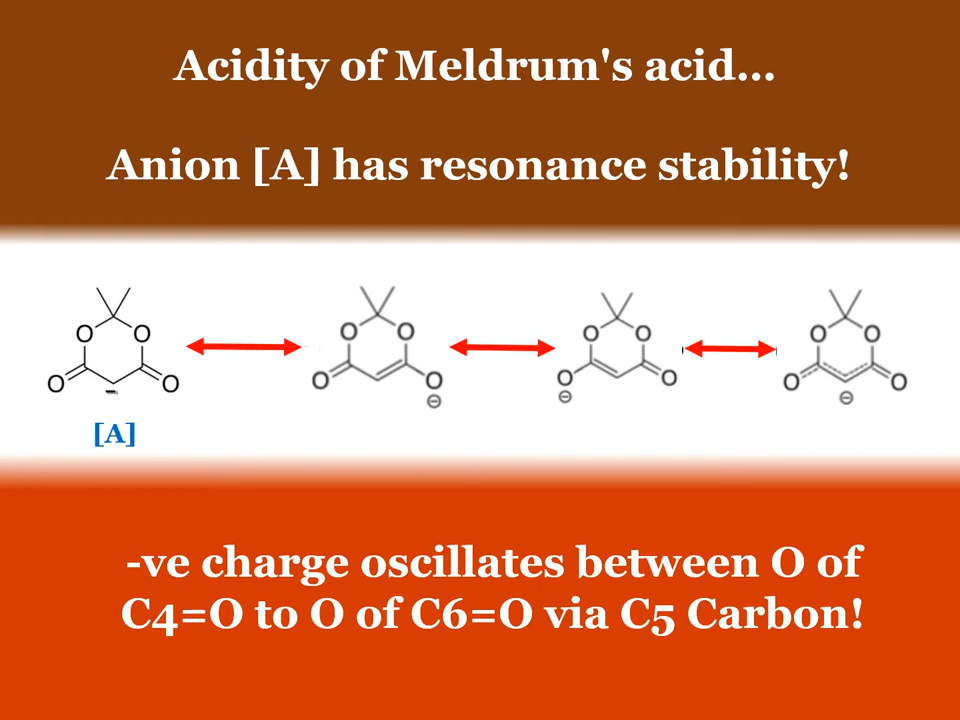 Acidity of Meldrum's acid...
Anion [A] has resonance stability!
O O O O O O O O
O O O O O O O O
⊖ ⊖ ⊖
-
[A]
-ve charge oscillates between O of
C4=O to O of C6=O via C5 Carbon!